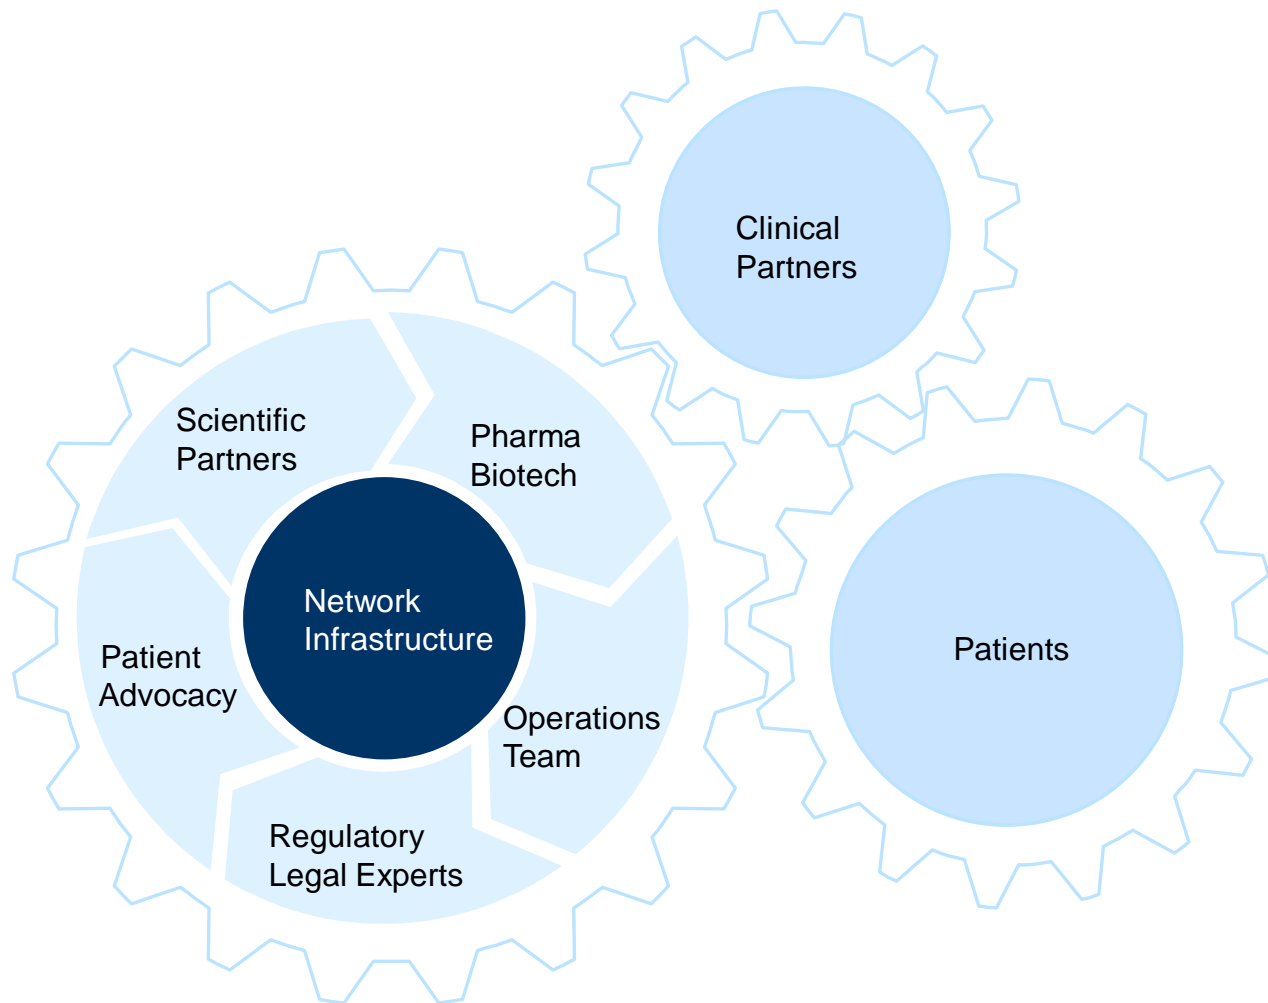 Clinical
Partners
Scientific
Partners
Pharma
Biotech
Network
Infrastructure
Patient
Advocacy
Patients
Operations
Team
Regulatory
Legal Experts